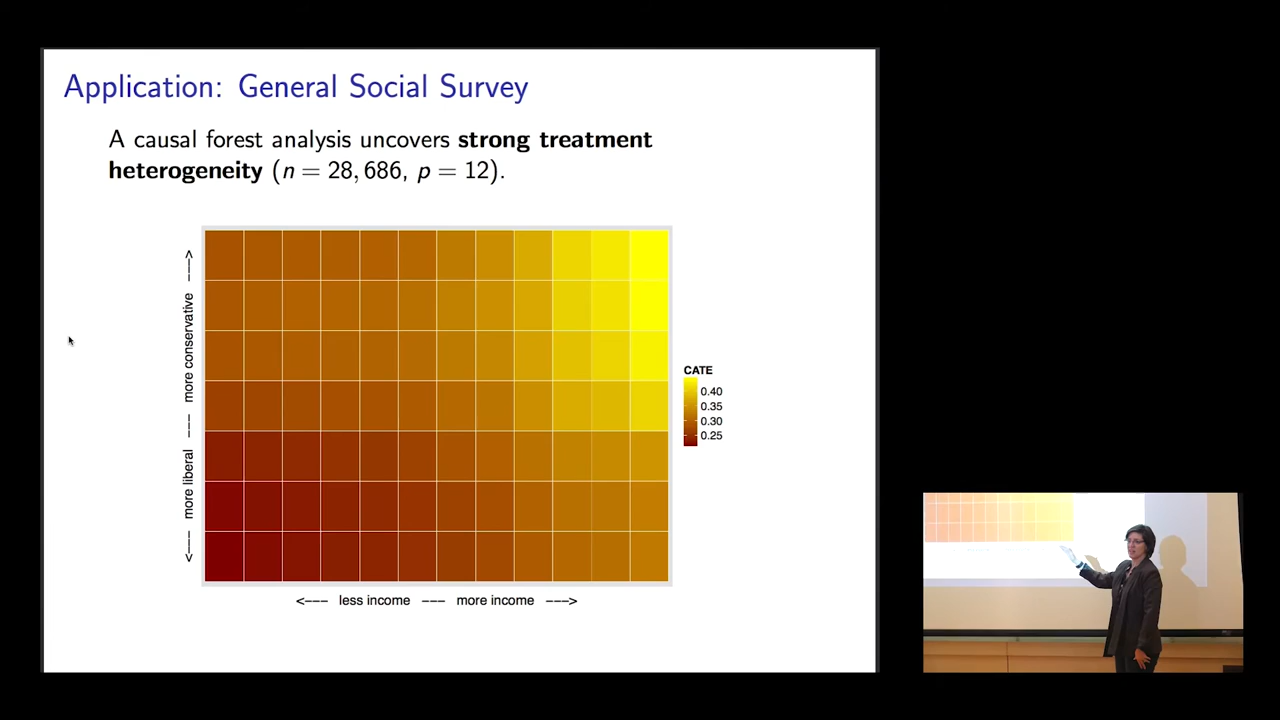 Application: General Social Survey
A causal forest analysis uncovers strong treatment
heterogeneity (n = 28, 686, p = 12).
<--- more liberal --- more conservative --->
CATE
0.40
0.35
0.30
0.25
<--- less income --- more income --->